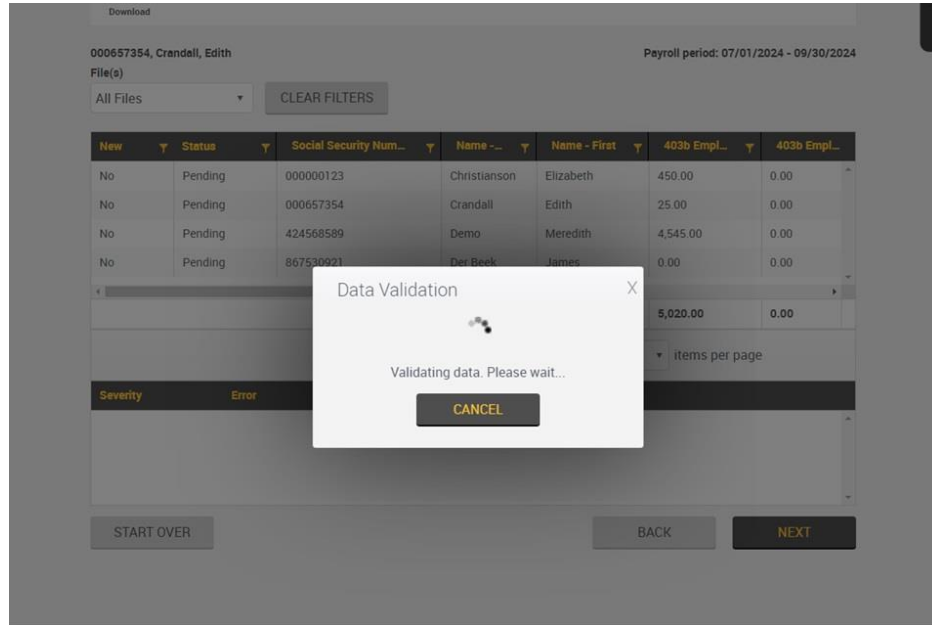 Download
000657354, Crandall, Edith Payroll period: 07/01/2024 - 09/30/2024
File(s)
All Files CLEAR FILTERS
New Status Social Security Num... Name -... Name - First 403b Empl... 403b Empl...
No Pending 000000123 Christianson Elizabeth 450.00 0.00
No Pending 000657354 Crandall Edith 25.00 0.00
No Pending 424568589 Demo Meredith 4,545.00 0.00
No Pending 867530921 Der Beek James 0.00 0.00
Data Validation X
5,020.00 0.00
items per page
Validating data. Please wait...
Severity Error
CANCEL
START OVER BACK NEXT